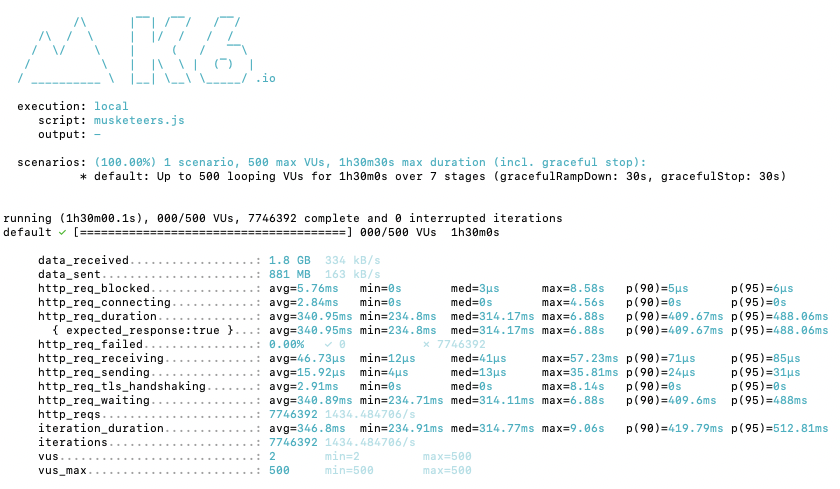 .io
execution: local
script: musketeers.js
output: -
scenarios: (100.00%) 1 scenario, 500 max VUs, 1h30m30s max duration (incl. graceful stop):
* default: Up to 500 looping VUs for 1h30m0s over 7 stages (gracefulRampDown: 30s, gracefulStop: 30s)
running (1h30m00.1s), 000/500 VUs, 7746392 complete and 0 interrupted iterations
default ✓ [======================================] 000/500 VUs  1h30m0s
data_received..................: 1.8 GB  334 kB/s
data_sent......................: 881 MB  163 kB/s
http_req_blocked...............: avg=5.76ms   min=0s       med=3µs      max=8.58s   p(90)=5µs      p(95)=6µs
http_req_connecting............: avg=2.84ms   min=0s       med=0s       max=4.56s   p(90)=0s       p(95)=0s
http_req_duration..............: avg=340.95ms min=234.8ms  med=314.17ms max=6.88s   p(90)=409.67ms p(95)=488.06ms
{ expected_response:true }...: avg=340.95ms min=234.8ms  med=314.17ms max=6.88s   p(90)=409.67ms p(95)=488.06ms
http_req_failed................: 0.00%   ✓ 0           ✗ 7746392
http_req_receiving.............: avg=46.73µs  min=12µs     med=41µs     max=57.23ms p(90)=71µs     p(95)=85µs
http_req_sending...............: avg=15.92µs  min=4µs      med=13µs     max=35.81ms p(90)=24µs     p(95)=31µs
http_req_tls_handshaking.......: avg=2.91ms   min=0s       med=0s       max=8.14s   p(90)=0s       p(95)=0s
http_req_waiting...............: avg=340.89ms min=234.71ms med=314.11ms max=6.88s   p(90)=409.6ms  p(95)=488ms
http_reqs......................: 7746392 1434.484706/s
iteration_duration.............: avg=346.8ms  min=234.91ms med=314.77ms max=9.06s   p(90)=419.79ms p(95)=512.81ms
iterations.....................: 7746392 1434.484706/s
vus............................: 2       min=2         max=500
vus_max........................: 500     min=500       max=500